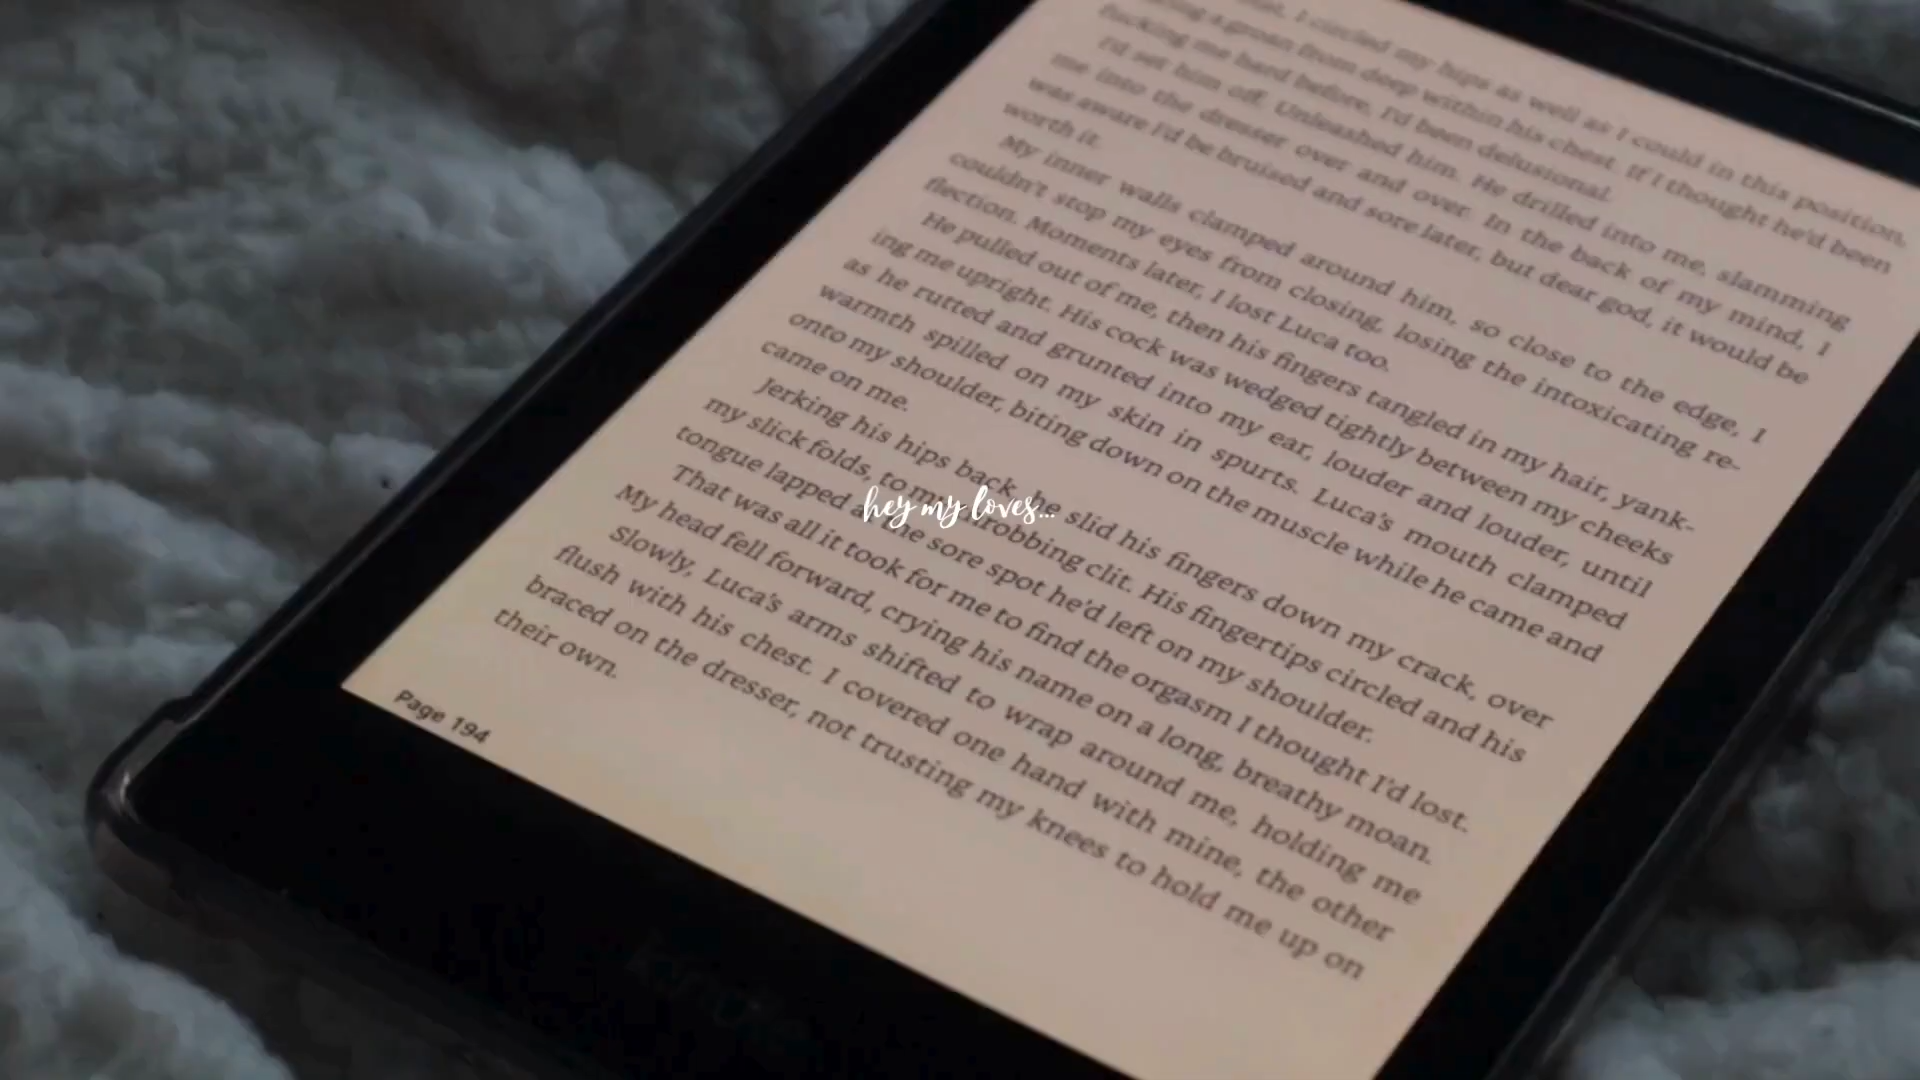 that, I circled my hips as well as I could in this position,
a groan from deep within his chest. If I thought he'd been
fucking me hard before, I'd been delusional.
I'd set him off. Unleashed him. He drilled into me, slamming
me into the dresser over and over. In the back of my mind, I
was aware I'd be bruised and sore later, but dear god, it would be
worth it.
My inner walls clamped around him, so close to the edge, I
couldn't stop my eyes from closing, losing the intoxicating re-
flection. Moments later, I lost Luca too.
He pulled out of me, then his fingers tangled in my hair, yank-
ing me upright. His cock was wedged tightly between my cheeks
as he rutted and grunted into my ear, louder and louder, until
warmth spilled on my skin in spurts. Luca's mouth clamped
onto my shoulder, biting down on the muscle while he came and
came on me.
Jerking his hips back, he slid his fingers down my crack, over
my slick folds, to my throbbing clit. His fingertips circled and his
tongue lapped at the sore spot he'd left on my shoulder.
That was all it took for me to find the orgasm I thought I'd lost.
My head fell forward, crying his name on a long, breathy moan.
Slowly, Luca's arms shifted to wrap around me, holding me
flush with his chest. I covered one hand with mine, the other
braced on the dresser, not trusting my knees to hold me up on
their own.
Page 194
hey my loves...